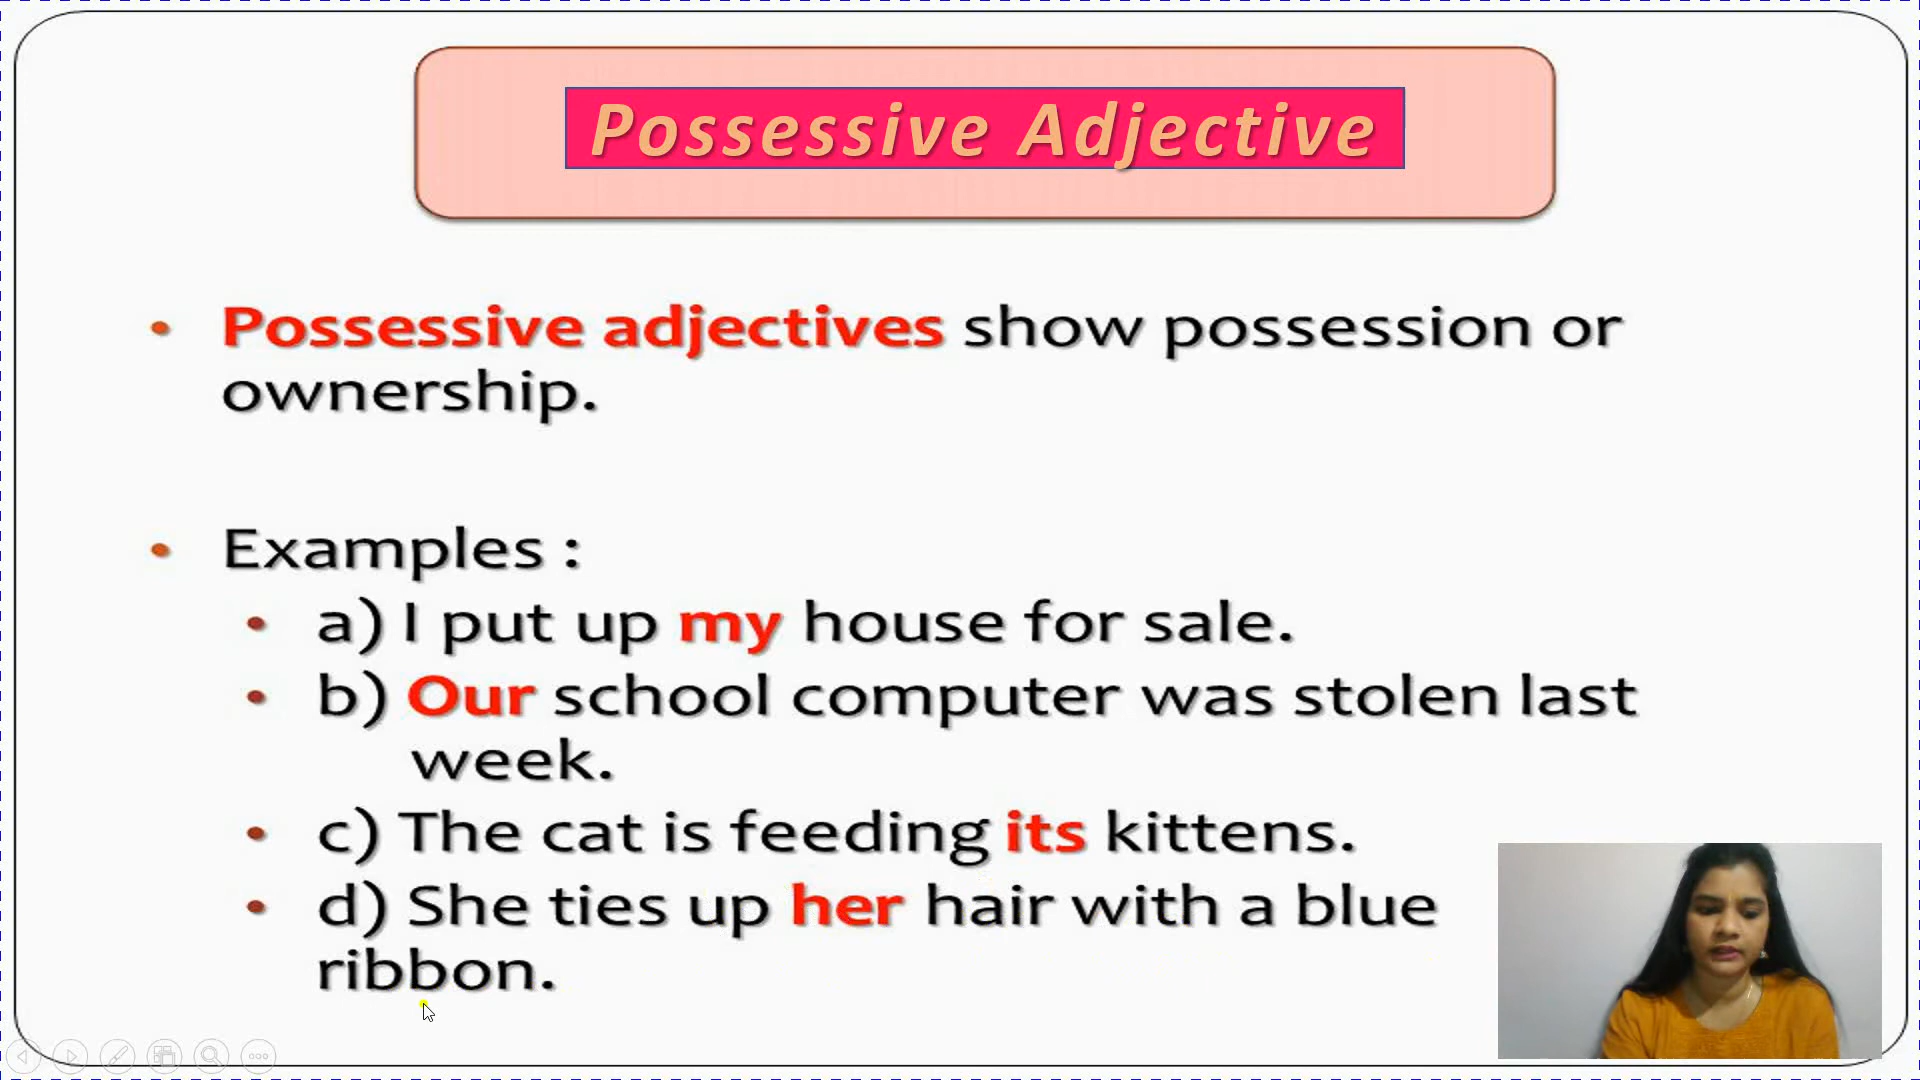 Possessive Adjective
• Possessive adjectives show possession or
ownership.
• Examples :
• a) I put up my house for sale.
• b) Our school computer was stolen last
week.
• c) The cat is feeding its kittens.
• d) She ties up her hair with a blue
ribbon.